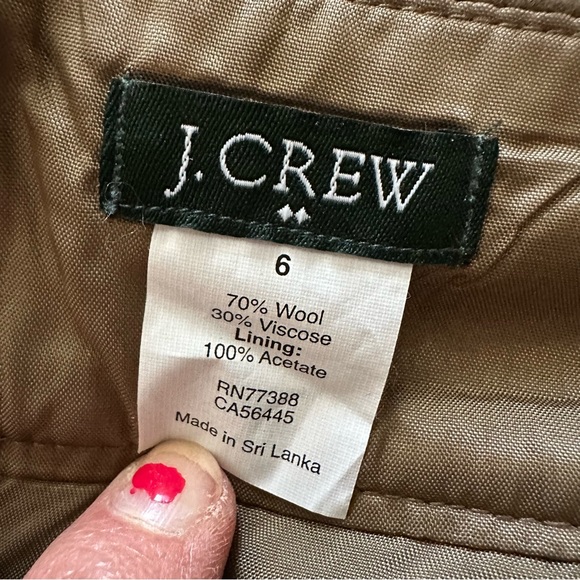 J.CREW
6
70% Wool
30% Viscose
Lining:
100% Acetate
RN77388
CA56445
Made in Sri Lanka